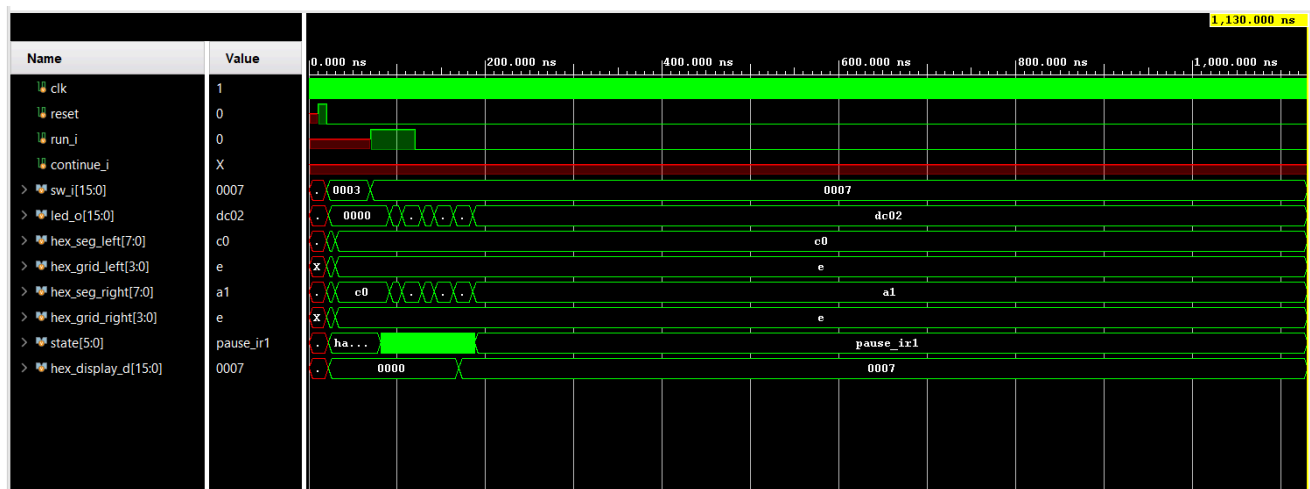 1,130.000 ns
Name Value
0.000 ns 200.000 ns 400.000 ns 600.000 ns 800.000 ns 1,000.000 ns
clk 1
reset 0
run_i 0
continue_i X
sw_i[15:0] 0007 . 0003 0007
led_o[15:0] dc02 . 0000 . . . . dc02
hex_seg_left[7:0] c0 . c0
hex_grid_left[3:0] e X e
hex_seg_right[7:0] a1 . c0 . . . . a1
hex_grid_right[3:0] e X e
state[5:0] pause_ir1 . ha... pause_ir1
hex_display_d[15:0] 0007 . 0000 0007